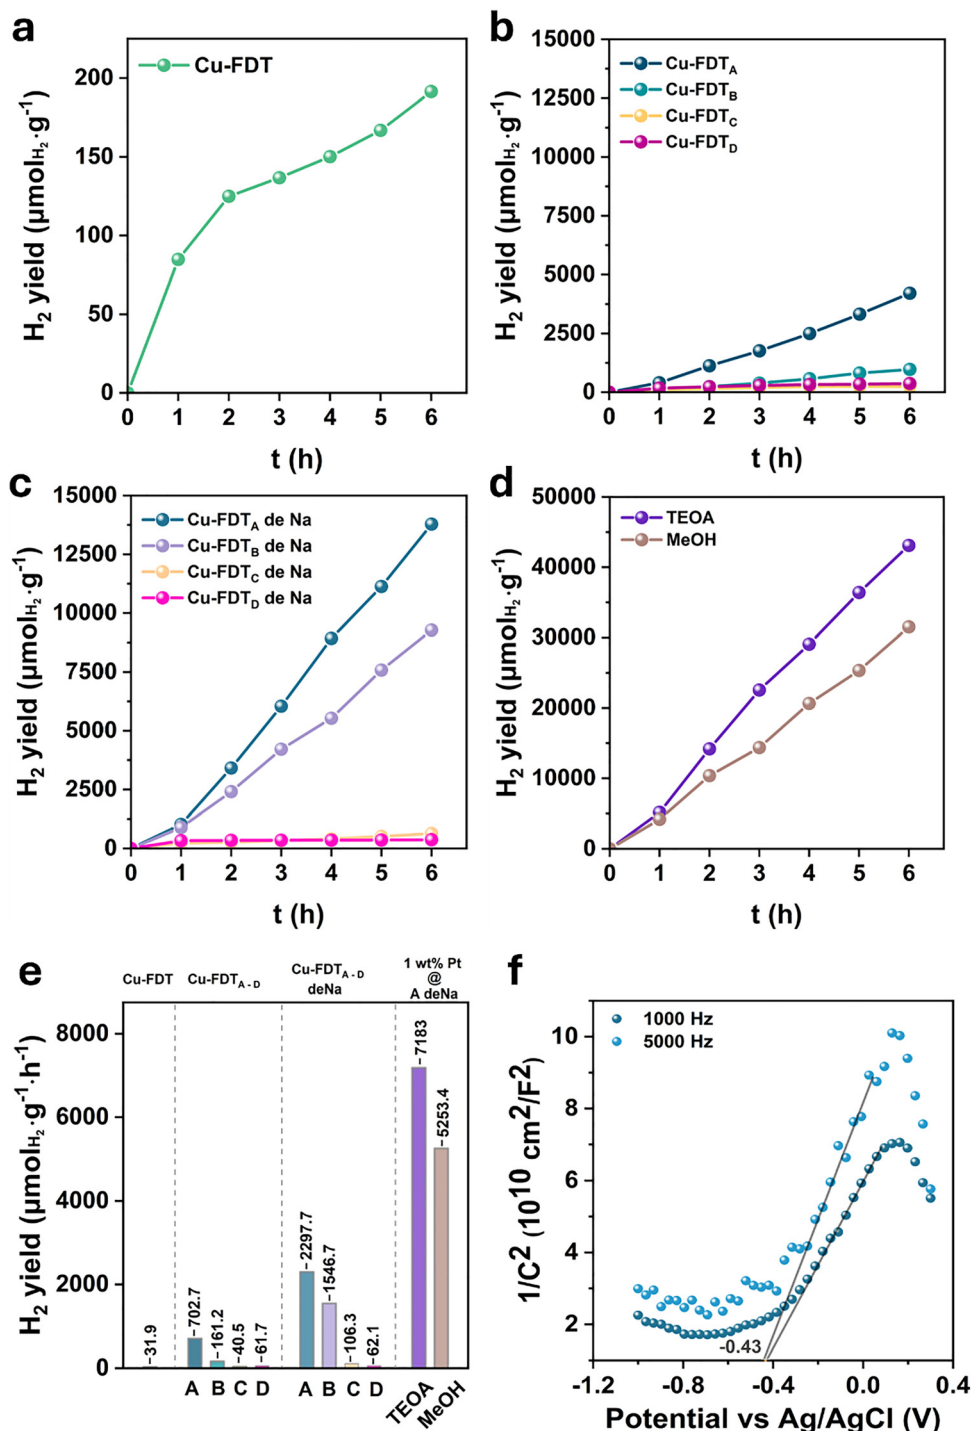 a
Cu-FDT
H2 yield (μmolH2·g-1)
200
150
100
50
0
0 1 2 3 4 5 6
t (h)
b
Cu-FDTA
Cu-FDTB
Cu-FDTC
Cu-FDTD
H2 yield (μmolH2·g-1)
15000
12500
10000
7500
5000
2500
0
0 1 2 3 4 5 6
t (h)
c
Cu-FDTA de Na
Cu-FDTB de Na
Cu-FDTC de Na
Cu-FDTD de Na
H2 yield (μmolH2·g-1)
15000
12500
10000
7500
5000
2500
0
0 1 2 3 4 5 6
t (h)
d
TEOA
MeOH
H2 yield (μmolH2·g-1)
50000
40000
30000
20000
10000
0
0 1 2 3 4 5 6
t (h)
e
Cu-FDT
Cu-FDTA-D
Cu-FDTA-D
deNa
1 wt% Pt
@
A deNa
H2 yield (μmolH2·g-1·h-1)
8000
6000
4000
2000
0
31.9
702.7
161.2
40.5
61.7
2297.7
1546.7
106.3
62.1
7183
5253.4
A B C D
A B C D
TEOA
MeOH
f
1000 Hz
5000 Hz
1/C2 (1010 cm2/F2)
10
8
6
4
2
-0.43
-1.2 -0.8 -0.4 0.0 0.4
Potential vs Ag/AgCl (V)